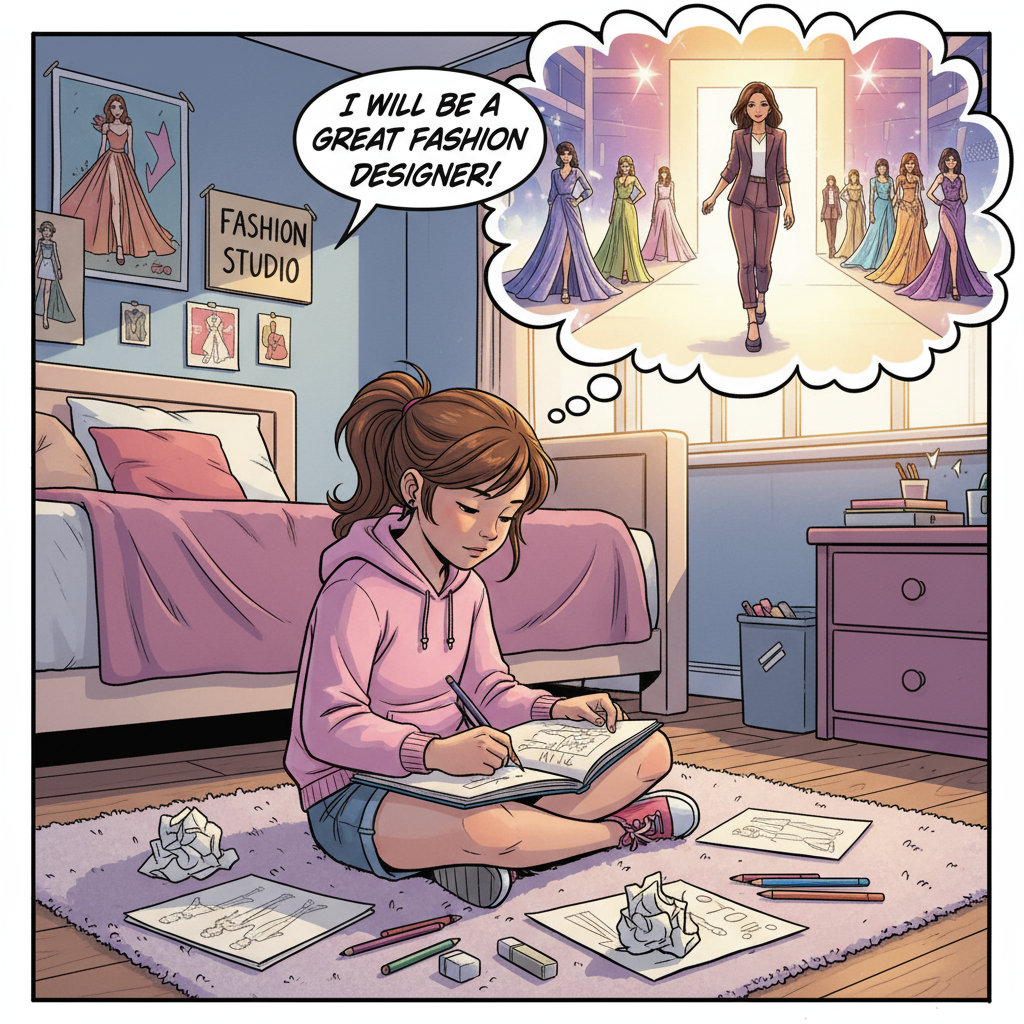 I WILL BE A
GREAT FASHION
DESIGNER!
FASHION
STUDIO